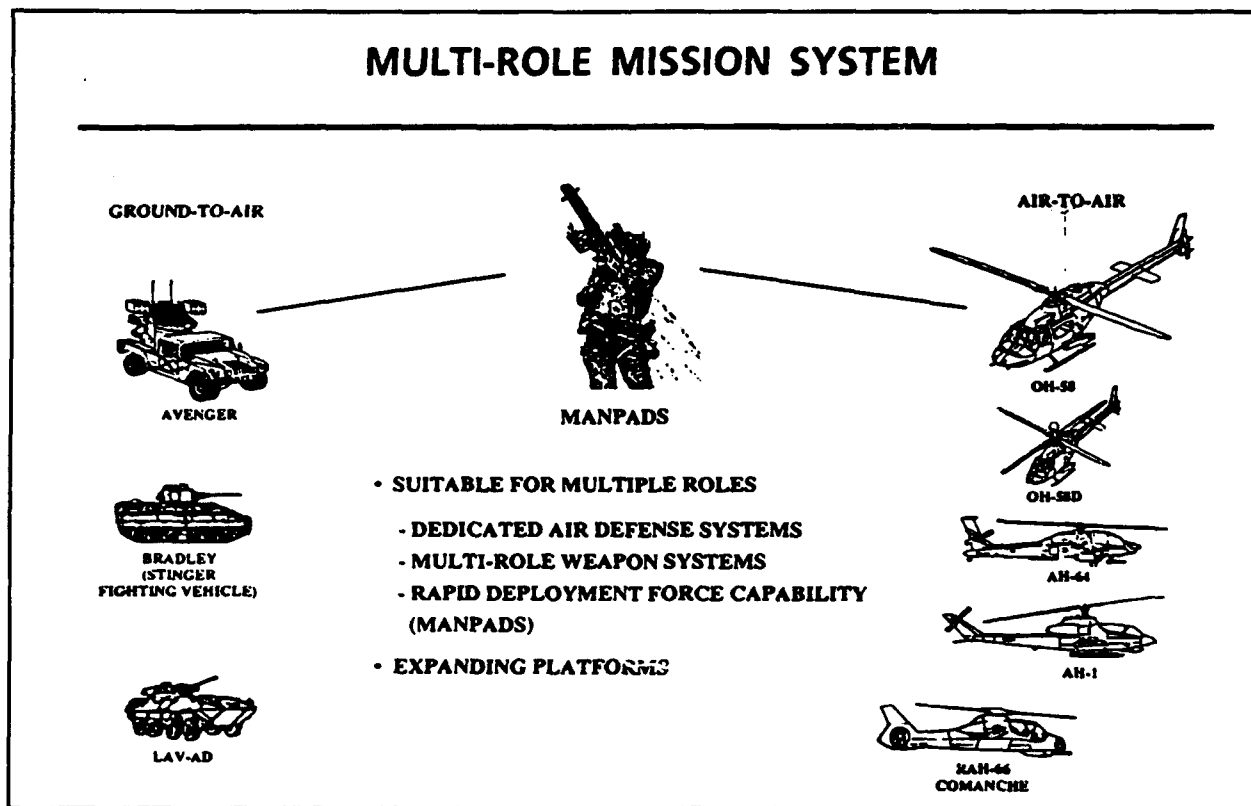 MULTI-ROLE MISSION SYSTEM
GROUND-TO-AIR
AVENGER
BRADLEY
(STINGER
FIGHTING VEHICLE)
LAV-AD
MANPADS
• SUITABLE FOR MULTIPLE ROLES
- DEDICATED AIR DEFENSE SYSTEMS
- MULTI-ROLE WEAPON SYSTEMS
- RAPID DEPLOYMENT FORCE CAPABILITY
(MANPADS)
• EXPANDING PLATFORMS
AIR-TO-AIR
OH-58
OH-58D
AH-64
AH-1
RAH-66
COMANCHE